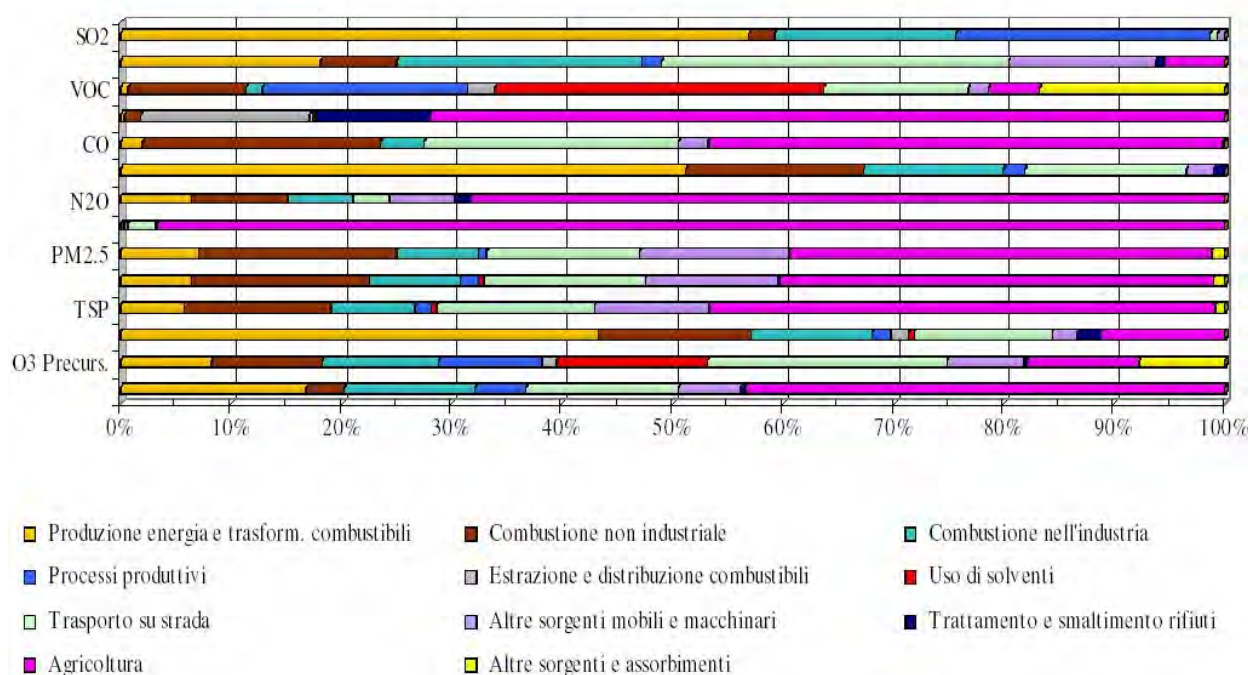 SO2
VOC
CO
N2O
PM2.5
TSP
O3 Precurs.
0% 10% 20% 30% 40% 50% 60% 70% 80% 90% 100%
Produzione energia e trasform. combustibili
Combustione non industriale
Combustione nell'industria
Processi produttivi
Estrazione e distribuzione combustibili
Uso di solventi
Trasporto su strada
Altre sorgenti mobili e macchinari
Trattamento e smaltimento rifiuti
Agricoltura
Altre sorgenti e assorbimenti